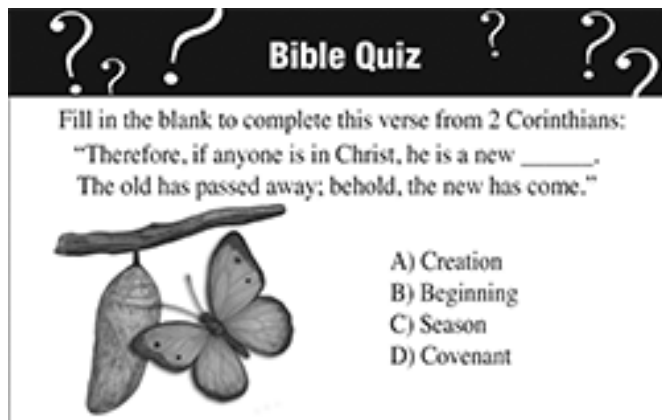 Bible Quiz
Fill in the blank to complete this verse from 2 Corinthians:
“Therefore, if anyone is in Christ, he is a new ______.
The old has passed away; behold, the new has come.”
A) Creation
B) Beginning
C) Season
D) Covenant